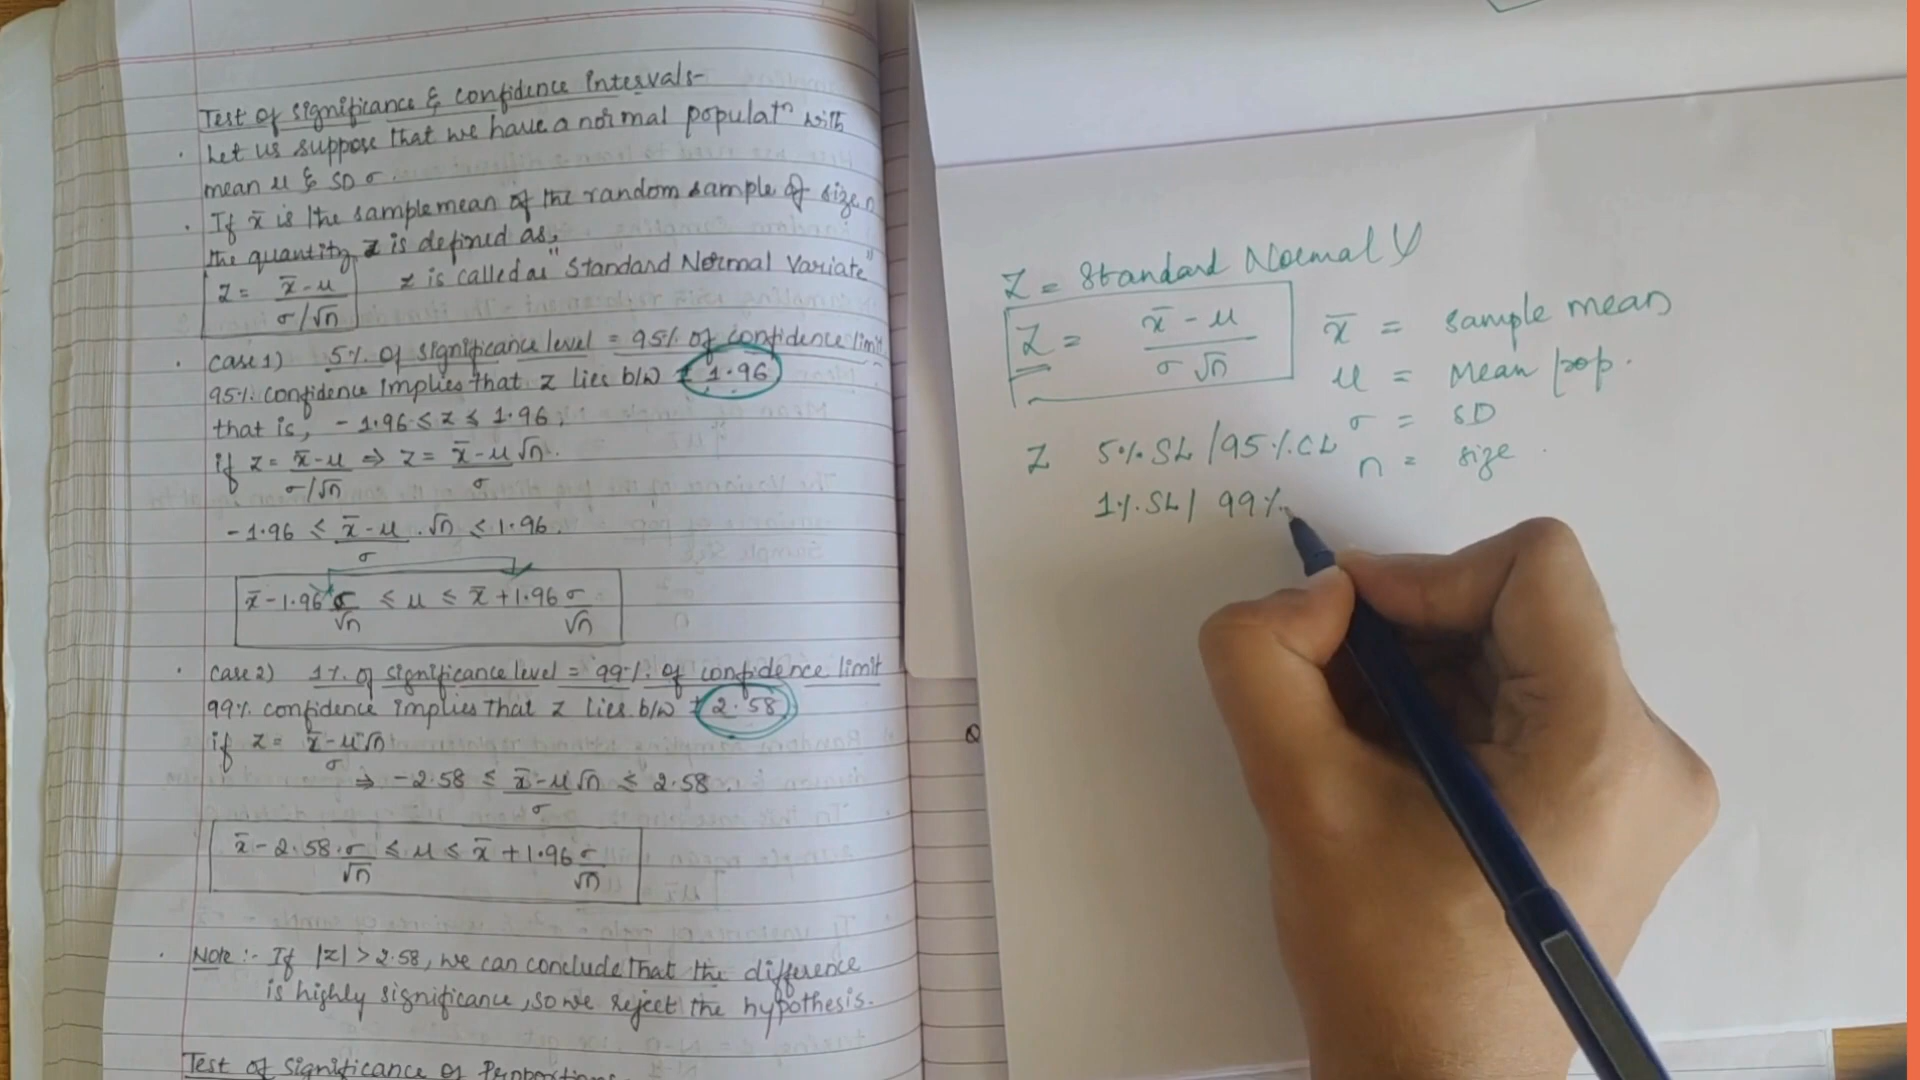 Test of significance & confidence Intervals-
. Let us suppose that we have a normal populatⁿ with
mean μ & SD σ.
. If x̄ is the sample mean of the random sample of size n
the quantity z is defined as,
z = x̄-μ / σ/√n z is called as "Standard Normal Variate"
. Case 1) 5% of significance level = 95% of confidence limit
95% confidence implies that z lies b/w ± 1.96
that is, -1.96 ≤ z ≤ 1.96,
if z = x̄-μ / σ/√n ⇒ z = x̄-μ √n / σ.
-1.96 ≤ x̄-μ / σ . √n ≤ 1.96.
x̄-1.96 σ/√n ≤ μ ≤ x̄+1.96 σ/√n
. Case 2) 1% of significance level = 99% of confidence limit
99% confidence implies that z lies b/w ± 2.58
if z = x̄-μ √n / σ
⇒ -2.58 ≤ x̄-μ √n / σ ≤ 2.58.
x̄-2.58.σ/√n ≤ μ ≤ x̄+1.96 σ/√n
. Note :- If |z| > 2.58, we can conclude that the difference
is highly significance, so we reject the hypothesis.
Test of Significance of Proportions
Z = Standard Normal V
Z = x̄ - μ / σ √n
x̄ = sample mean
μ = Mean pop.
σ = SD
n = size.
Z 5% SL / 95% CL
1% SL / 99%
Q